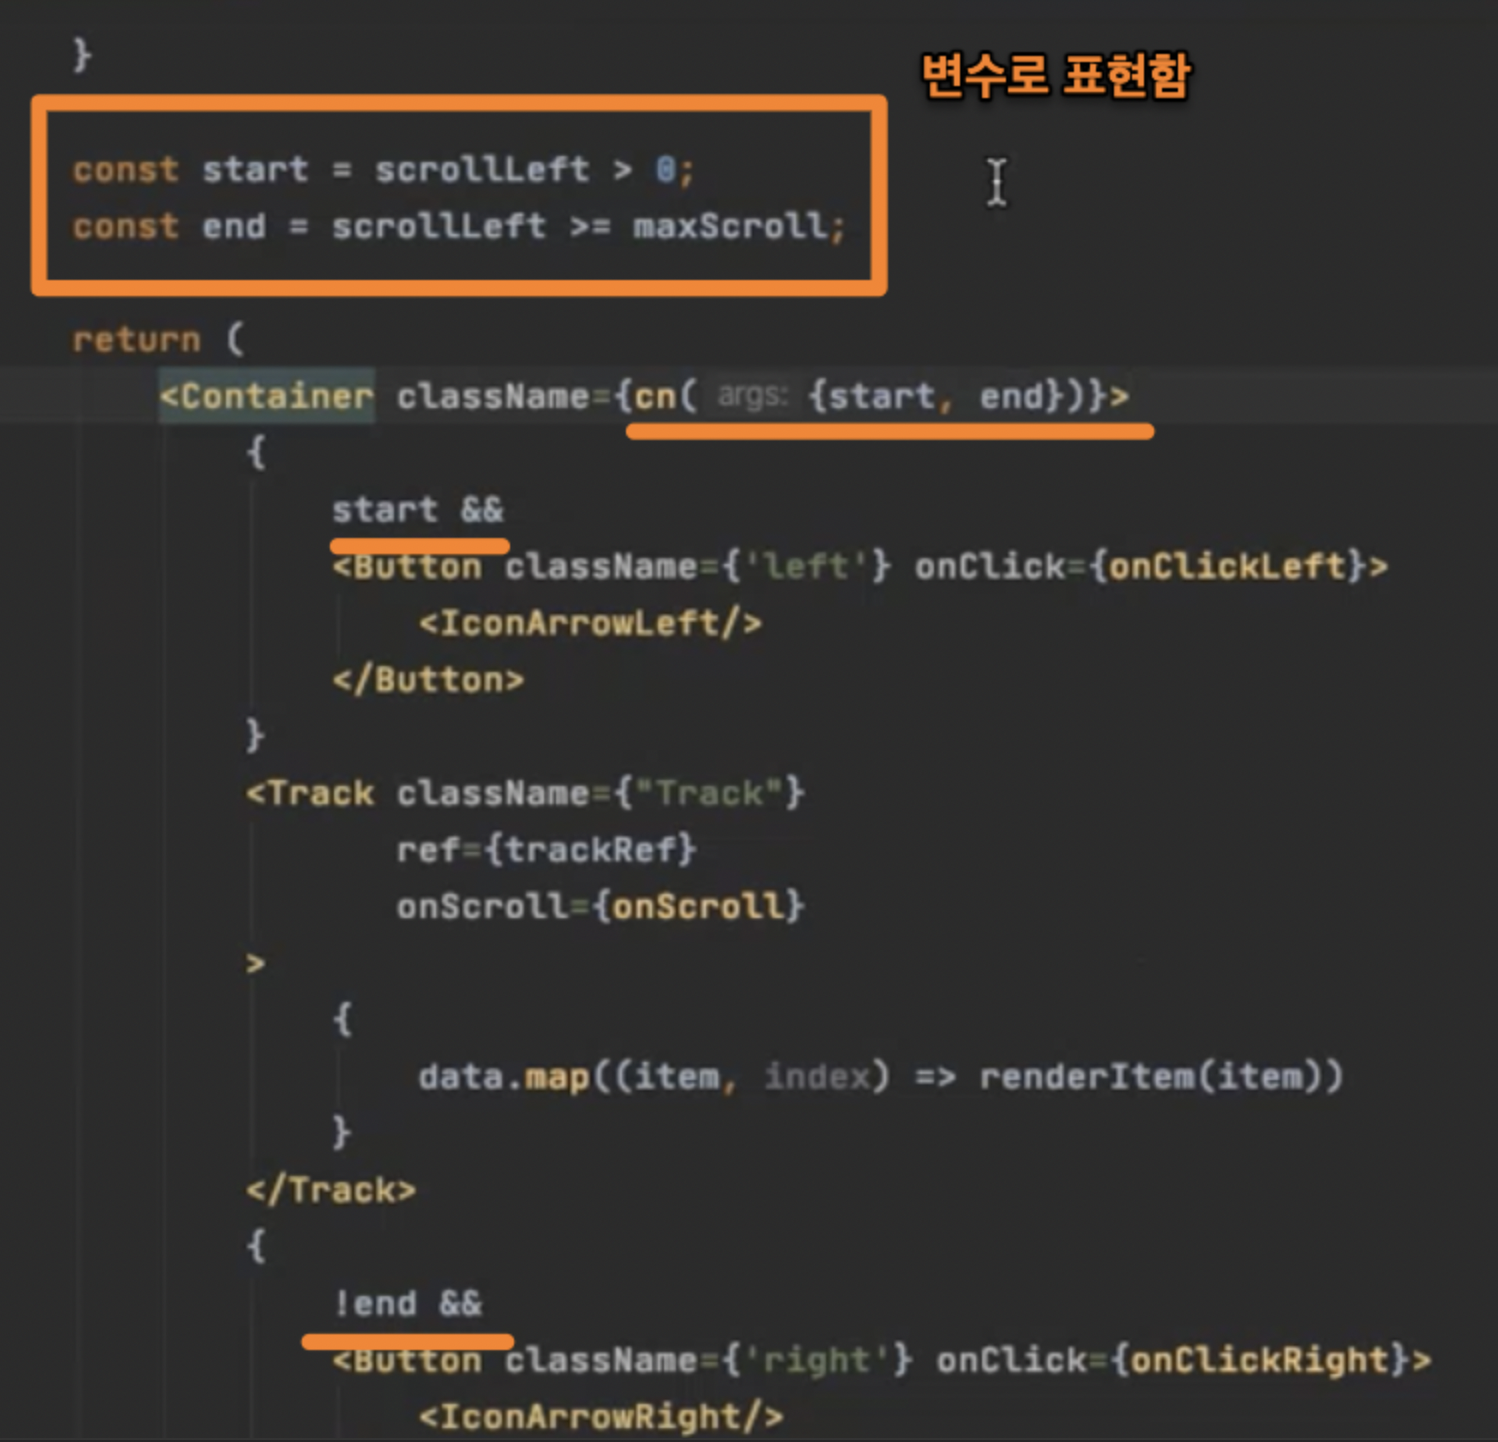 }
변수로 표현함
const start = scrollLeft > 0;
const end = scrollLeft >= maxScroll;
return (
<Container className={cn( args: {start, end})}>
{
start &&
<Button className={'left'} onClick={onClickLeft}>
<IconArrowLeft/>
</Button>
}
<Track className={"Track"}
ref={trackRef}
onScroll={onScroll}
>
{
data.map((item, index) => renderItem(item))
}
</Track>
{
!end &&
<Button className={'right'} onClick={onClickRight}>
<IconArrowRight/>